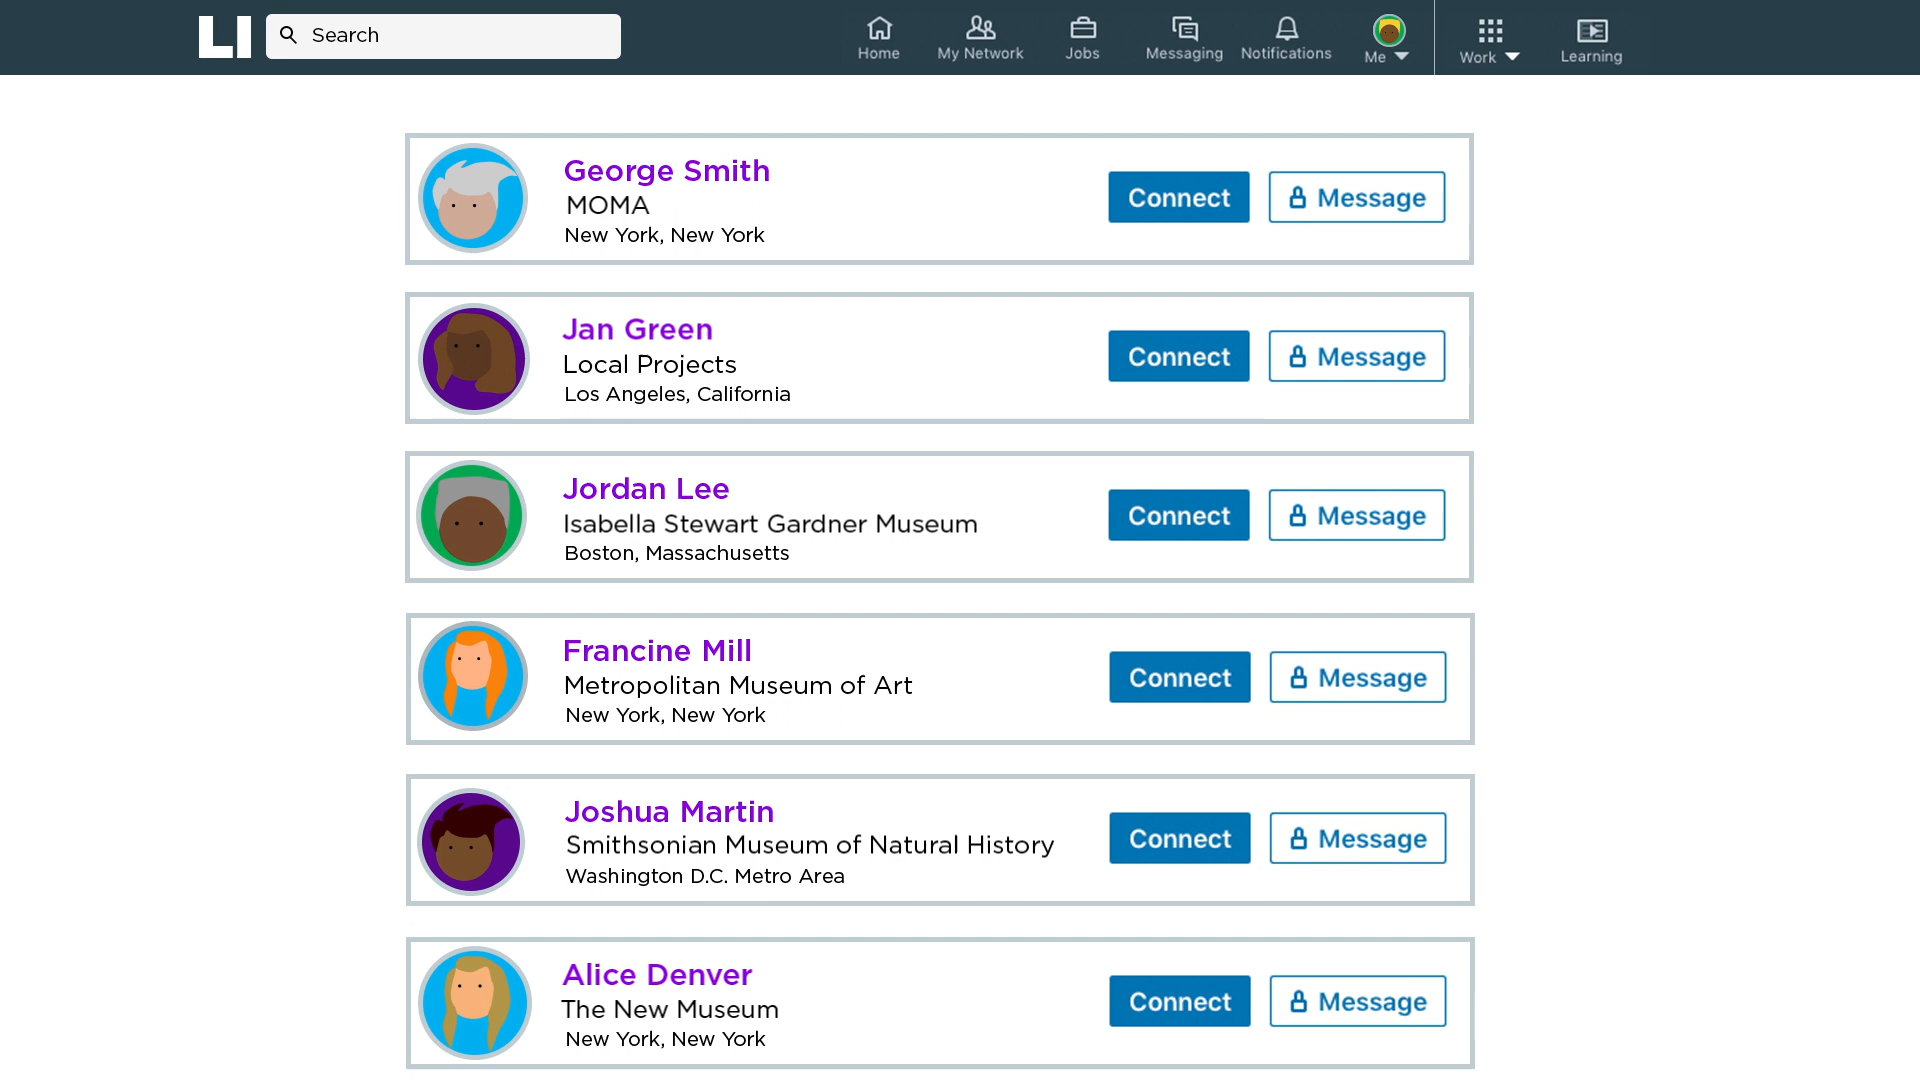 LI
Search
Home
My Network
Jobs
Messaging
Notifications
Me
Work
Learning
George Smith
MOMA
New York, New York
Connect
Message
Jan Green
Local Projects
Los Angeles, California
Connect
Message
Jordan Lee
Isabella Stewart Gardner Museum
Boston, Massachusetts
Connect
Message
Francine Mill
Metropolitan Museum of Art
New York, New York
Connect
Message
Joshua Martin
Smithsonian Museum of Natural History
Washington D.C. Metro Area
Connect
Message
Alice Denver
The New Museum
New York, New York
Connect
Message